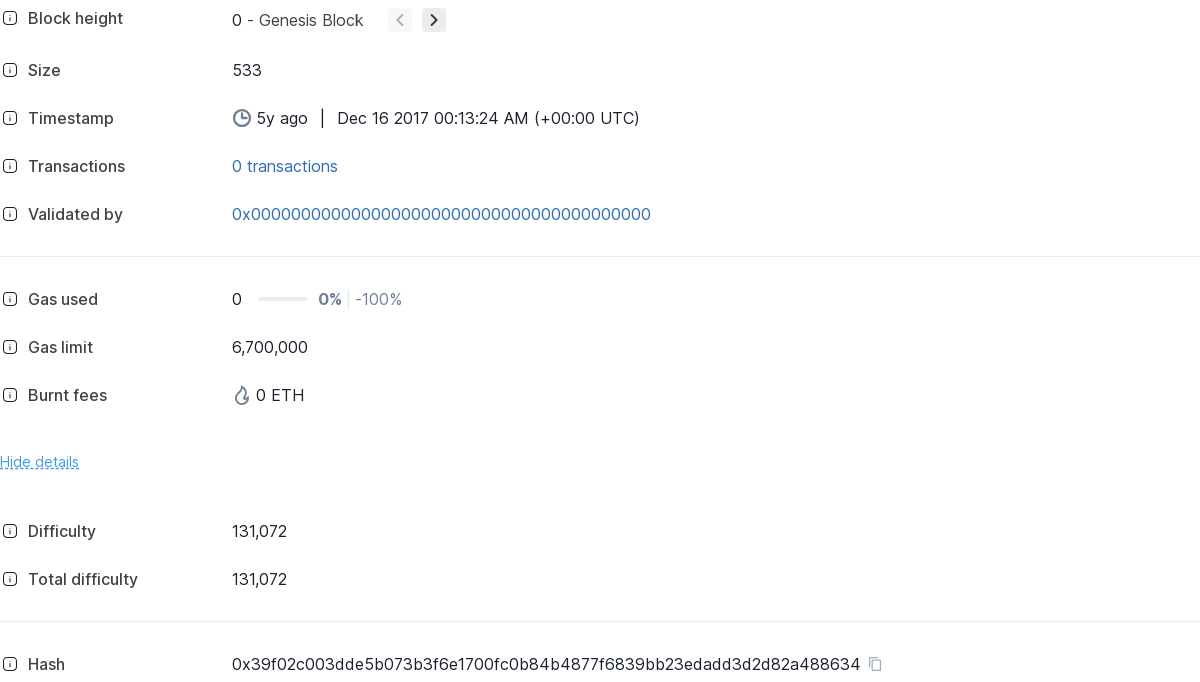 Block height 0 - Genesis Block
Size 533
Timestamp 5y ago | Dec 16 2017 00:13:24 AM (+00:00 UTC)
Transactions 0 transactions
Validated by 0x0000000000000000000000000000000000000000
Gas used 0 0% -100%
Gas limit 6,700,000
Burnt fees 0 ETH
Hide details
Difficulty 131,072
Total difficulty 131,072
Hash 0x39f02c003dde5b073b3f6e1700fc0b84b4877f6839bb23edadd3d2d82a488634